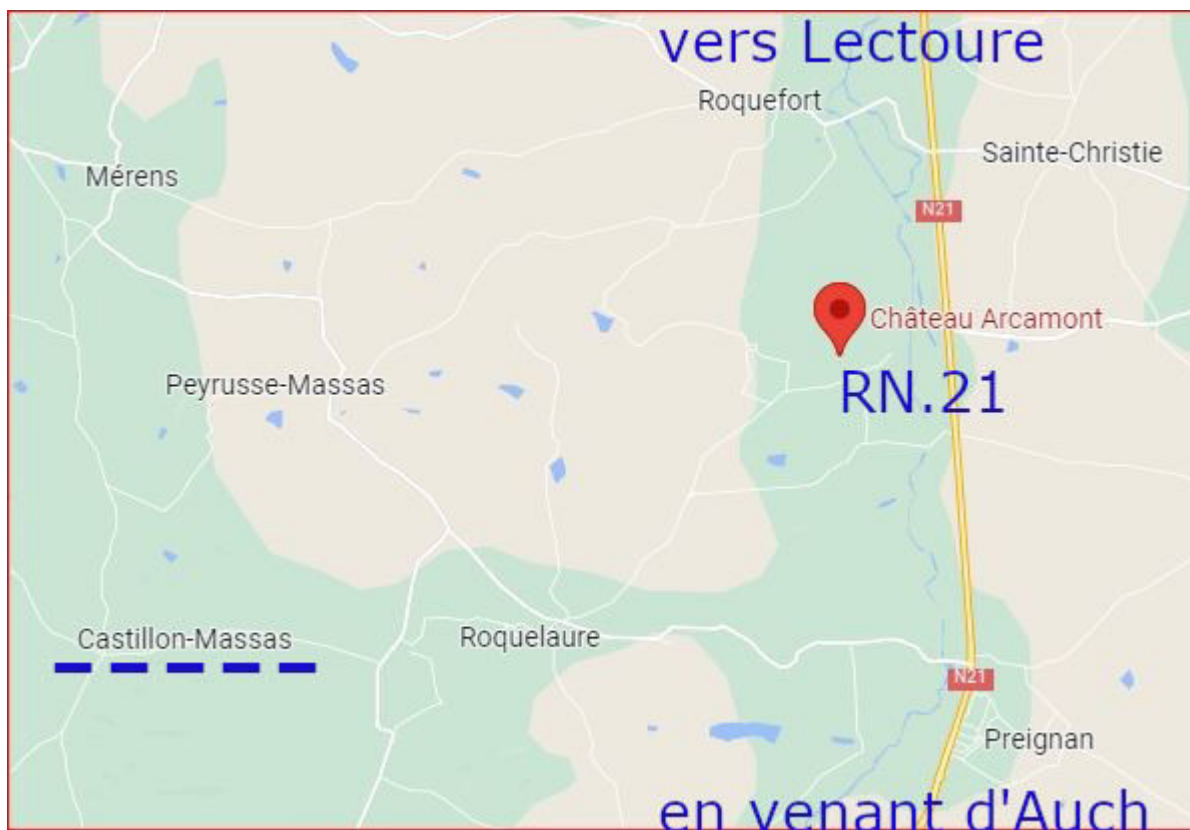 vers Lectoure
Roquefort
Sainte-Christie
Mérens
N21
Château Arcamont
Peyrusse-Massas
RN.21
Castillon-Massas
Roquelaure
N21
Preignan
en venant d'Auch